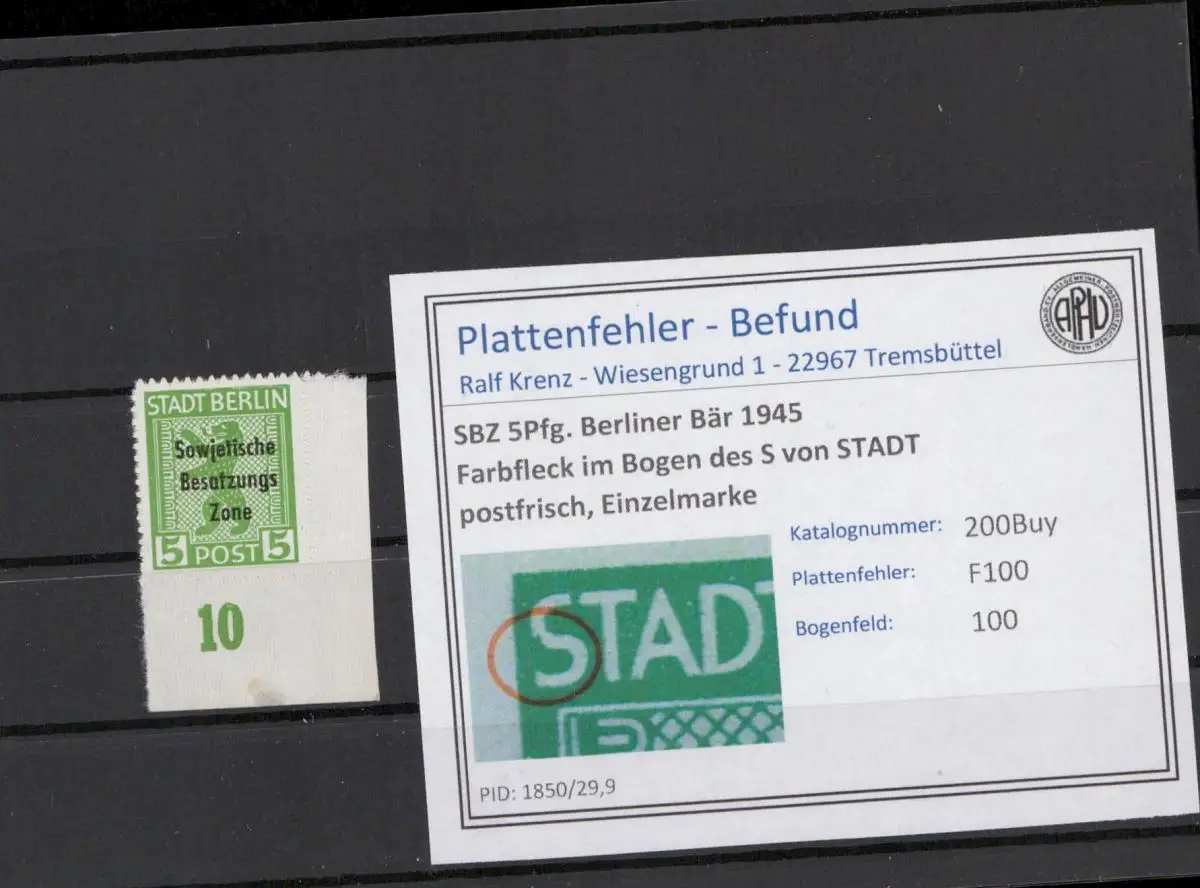 STADT BERLIN
Sowjetische
Besatzungs
Zone
5 POST 5
10
Plattenfehler - Befund
Ralf Krenz - Wiesengrund 1 - 22967 Tremsbüttel
APHV
SBZ 5Pfg. Berliner Bär 1945
Farbfleck im Bogen des S von STADT
postfrisch, Einzelmarke
STADT
Katalognummer: 200Buy
Plattenfehler: F100
Bogenfeld: 100
PID: 1850/29,9